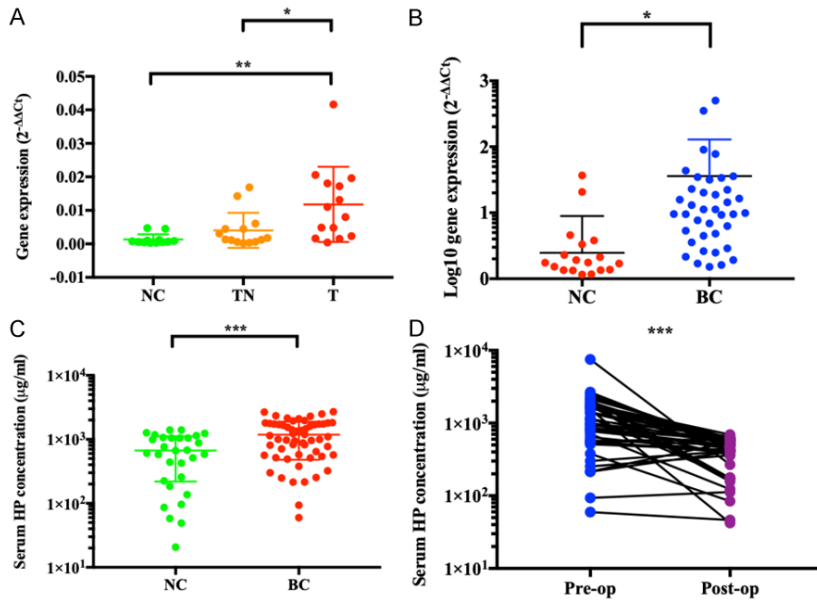 A
*
**
Gene expression (2^-ΔΔCt)
0.05
0.04
0.03
0.02
0.01
0.00
-0.01
NC TN T
B
*
Log10 gene expression (2^-ΔΔCt)
3
2
1
0
NC BC
C
***
Serum HP concentration (μg/ml)
1×10^4
1×10^3
1×10^2
1×10^1
NC BC
D
***
Serum HP concentration (μg/ml)
1×10^4
1×10^3
1×10^2
1×10^1
Pre-op Post-op